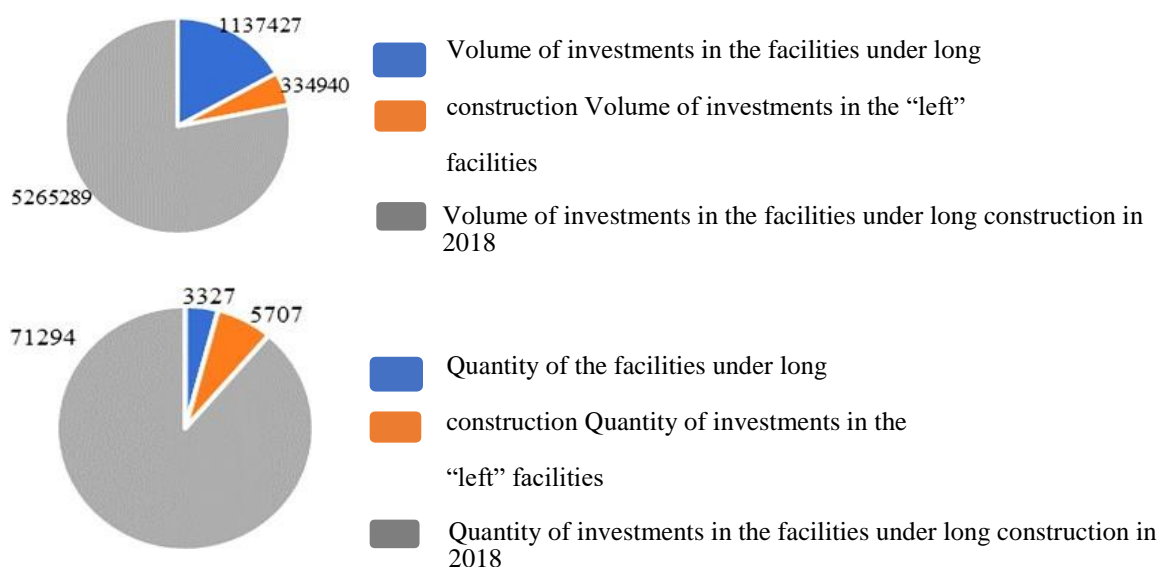 1137427
334940
5265289
Volume of investments in the facilities under long
construction Volume of investments in the “left”
facilities
Volume of investments in the facilities under long construction in
2018
3327
5707
71294
Quantity of the facilities under long
construction Quantity of investments in the
“left” facilities
Quantity of investments in the facilities under long construction in
2018